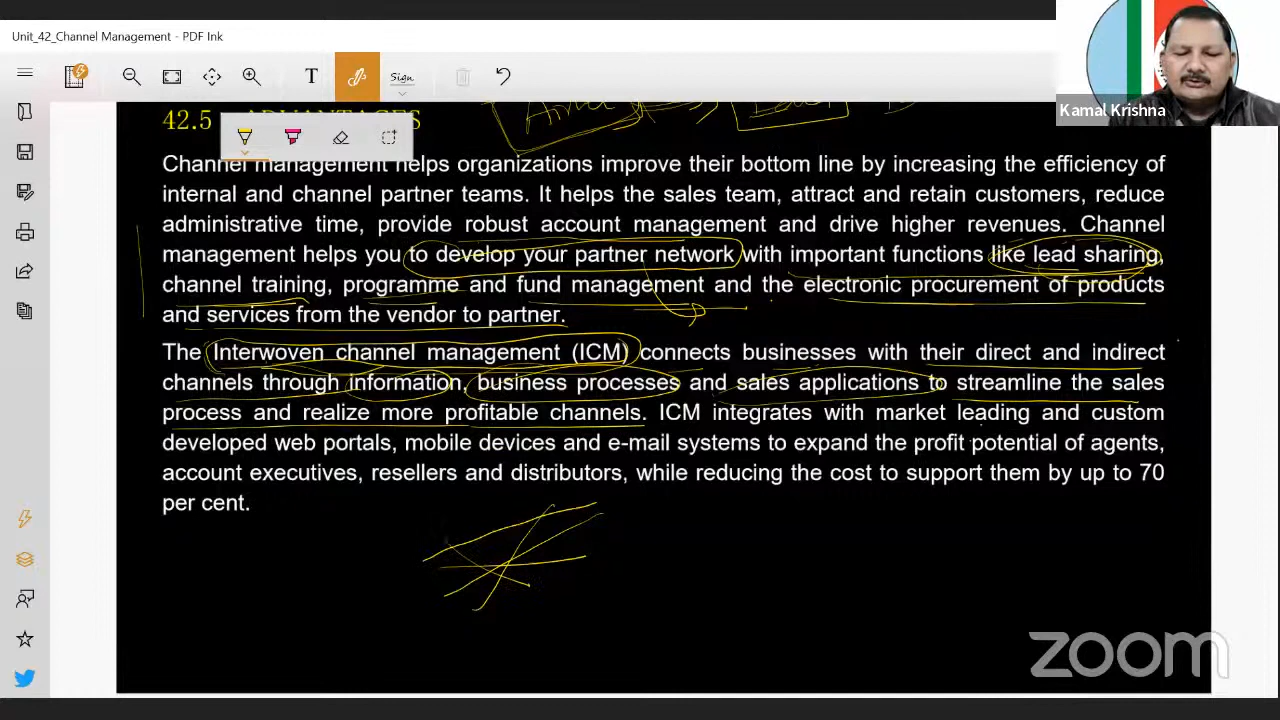 Unit_42_Channel Management - PDF Ink
T
Sign
Kamal Krishna
42.5 ADVANTAGES
Channel management helps organizations improve their bottom line by increasing the efficiency of
internal and channel partner teams. It helps the sales team, attract and retain customers, reduce
administrative time, provide robust account management and drive higher revenues. Channel
management helps you to develop your partner network with important functions like lead sharing,
channel training, programme and fund management and the electronic procurement of products
and services from the vendor to partner.
The Interwoven channel management (ICM) connects businesses with their direct and indirect
channels through information, business processes and sales applications to streamline the sales
process and realize more profitable channels. ICM integrates with market leading and custom
developed web portals, mobile devices and e-mail systems to expand the profit potential of agents,
account executives, resellers and distributors, while reducing the cost to support them by up to 70
per cent.
zoom